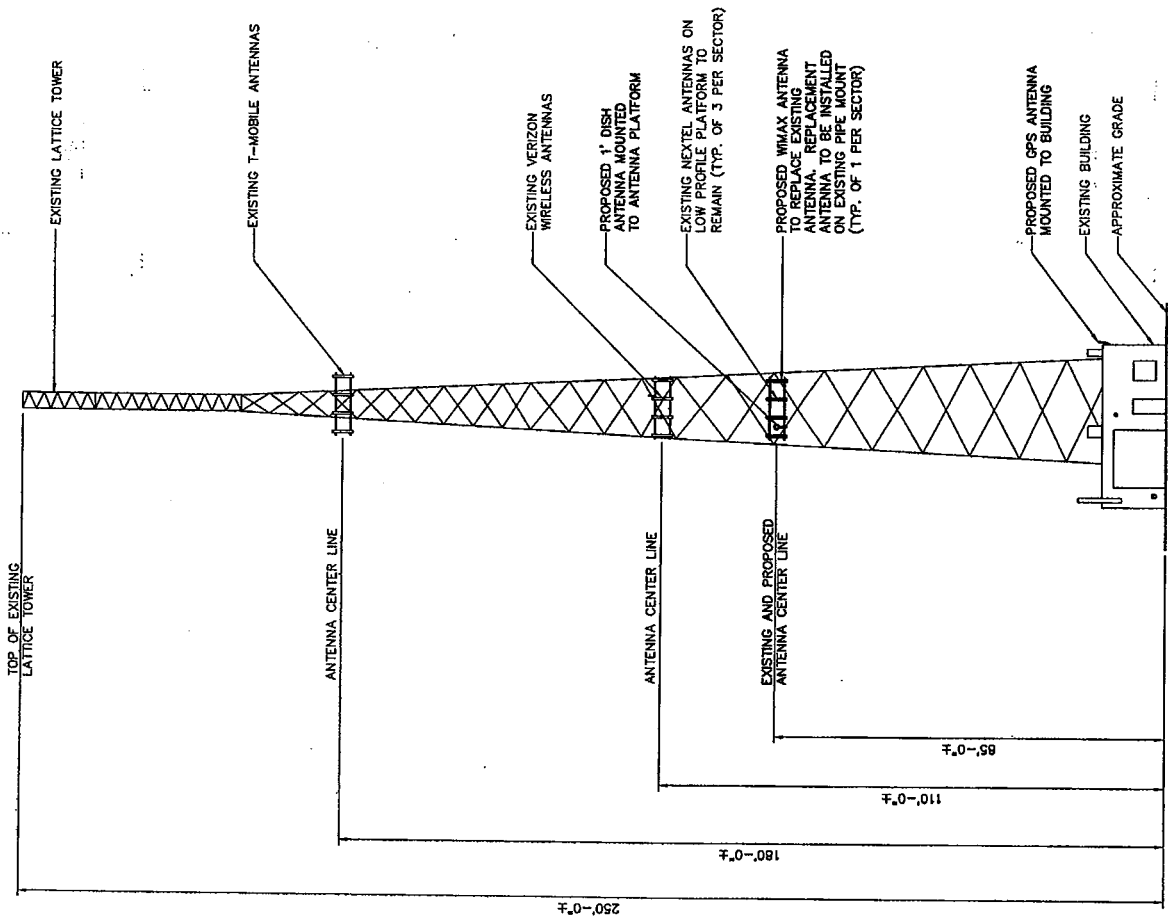 TOP OF EXISTING
LATTICE TOWER
EXISTING LATTICE TOWER
EXISTING T-MOBILE ANTENNAS
ANTENNA CENTER LINE
EXISTING VERIZON
WIRELESS ANTENNAS
PROPOSED 1' DISH
ANTENNA MOUNTED
TO ANTENNA PLATFORM
ANTENNA CENTER LINE
EXISTING NEXTEL ANTENNAS ON
LOW PROFILE PLATFORM TO
REMAIN (TYP. OF 3 PER SECTOR)
EXISTING AND PROPOSED
ANTENNA CENTER LINE
PROPOSED WIMAX ANTENNA
TO REPLACE EXISTING
ANTENNA. REPLACEMENT
ANTENNA TO BE INSTALLED
ON EXISTING PIPE MOUNT
(TYP. OF 1 PER SECTOR)
PROPOSED GPS ANTENNA
MOUNTED TO BUILDING
EXISTING BUILDING
APPROXIMATE GRADE
85'-0"±
110'-0"±
180'-0"±
250'-0"±